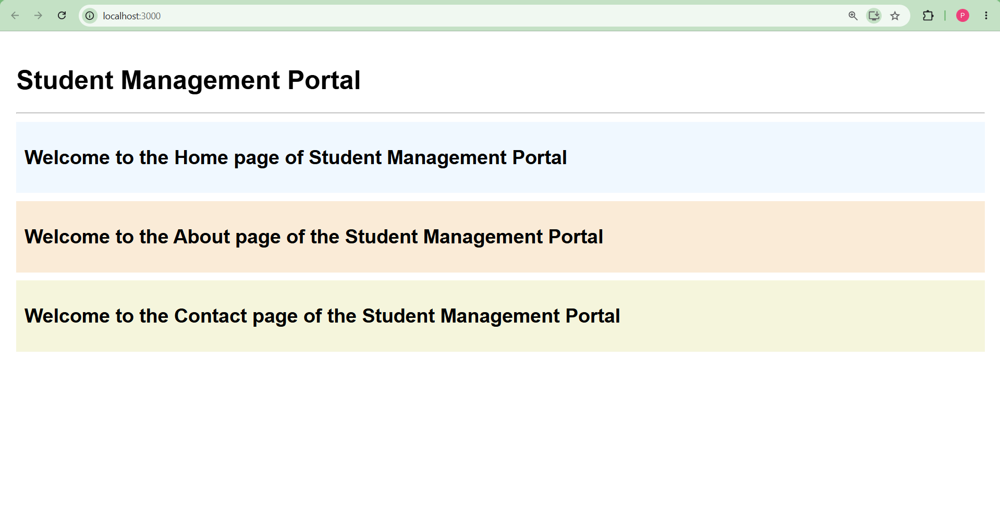 localhost:3000
P
Student Management Portal
Welcome to the Home page of Student Management Portal
Welcome to the About page of the Student Management Portal
Welcome to the Contact page of the Student Management Portal